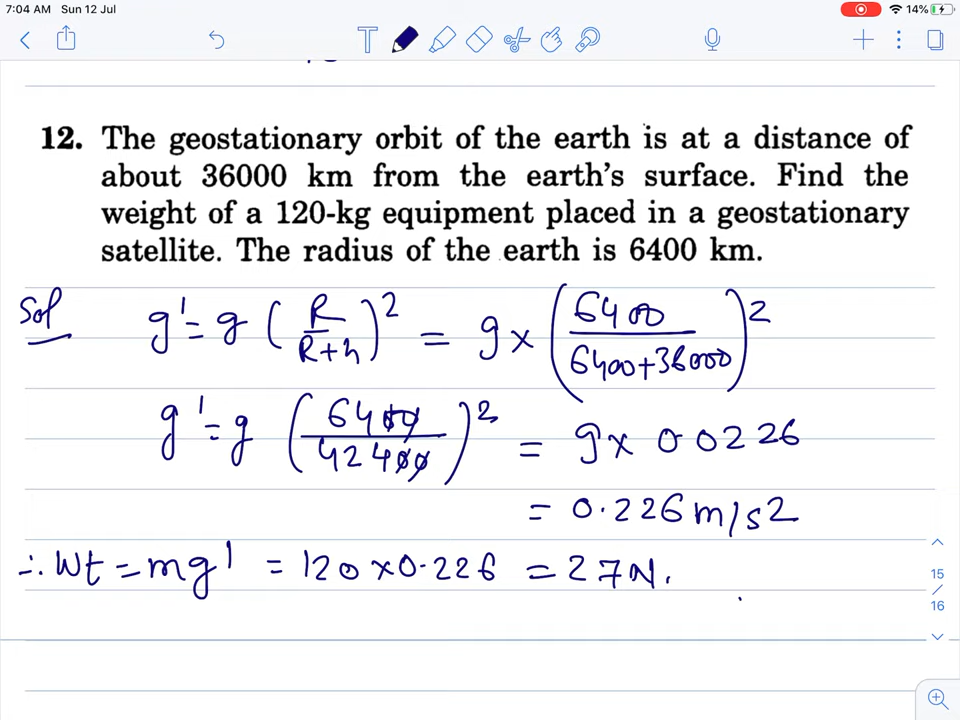 7:04 AM Sun 12 Jul 14%
12. The geostationary orbit of the earth is at a distance of
about 36000 km from the earth's surface. Find the
weight of a 120-kg equipment placed in a geostationary
satellite. The radius of the earth is 6400 km.
Sol g' = g (R/R+h)² = g × (6400/6400+36000)²
g' = g (6400/42400)² = g × 0.0226
= 0.226 m/s2
∴ Wt = mg' = 120 × 0.226 = 27N.
15
/
16